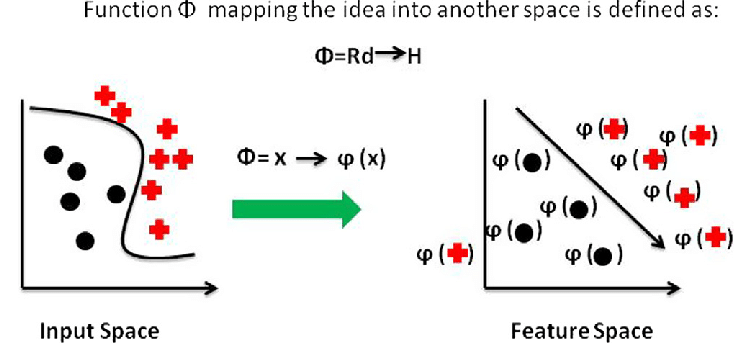 Function Φ mapping the idea into another space is defined as:
Φ=Rd→H
Φ= x → φ (x)
φ ( )
φ ( )
φ ( )
φ ( )
φ ( )
φ ( )
φ ( )
φ ( )
φ ( )
φ ( )
Input Space
Feature Space